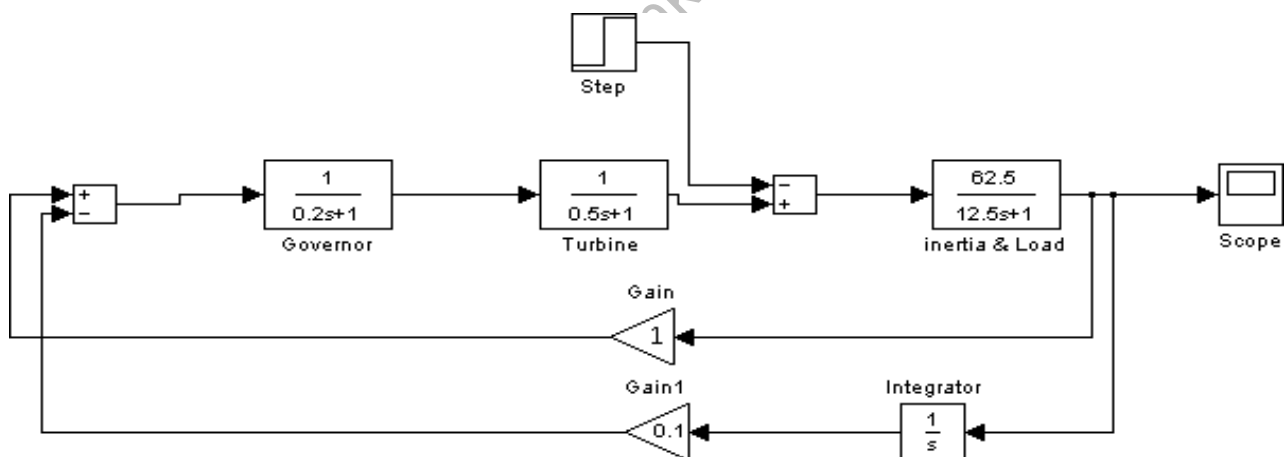 Step
+
−
1
0.2s+1
Governor
1
0.5s+1
Turbine
−
+
62.5
12.5s+1
inertia & Load
Scope
Gain
1
Gain1
0.1
Integrator
1
s